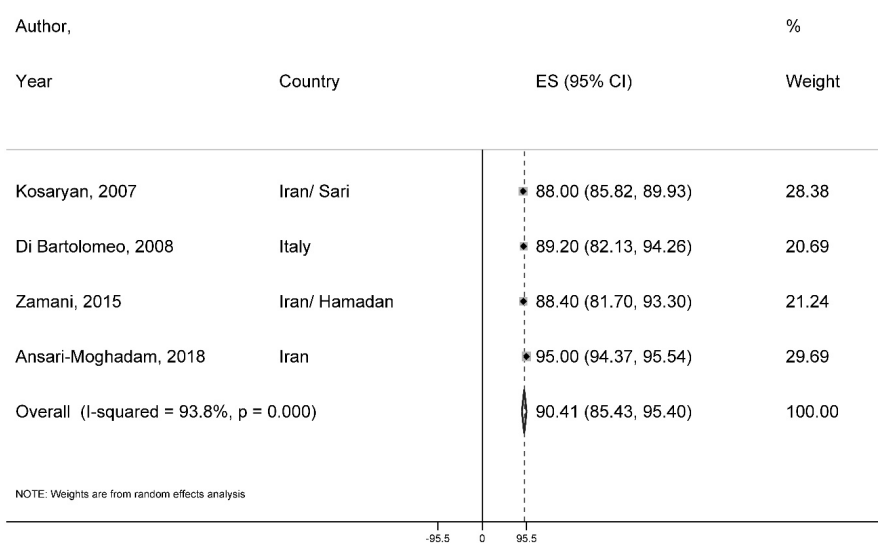 Author, %
Year Country ES (95% CI) Weight
Kosaryan, 2007 Iran/ Sari 88.00 (85.82, 89.93) 28.38
Di Bartolomeo, 2008 Italy 89.20 (82.13, 94.26) 20.69
Zamani, 2015 Iran/ Hamadan 88.40 (81.70, 93.30) 21.24
Ansari-Moghadam, 2018 Iran 95.00 (94.37, 95.54) 29.69
Overall (I-squared = 93.8%, p = 0.000) 90.41 (85.43, 95.40) 100.00
NOTE: Weights are from random effects analysis
-95.5 0 95.5